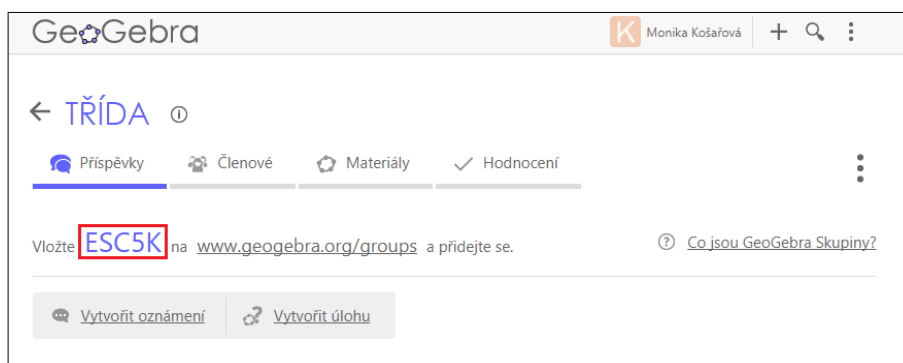 GeoGebra K Monika Košařová
TŘÍDA
Příspěvky Členové Materiály Hodnocení
Vložte ESC5K na www.geogebra.org/groups a přidejte se. Co jsou GeoGebra Skupiny?
Vytvořit oznámení Vytvořit úlohu